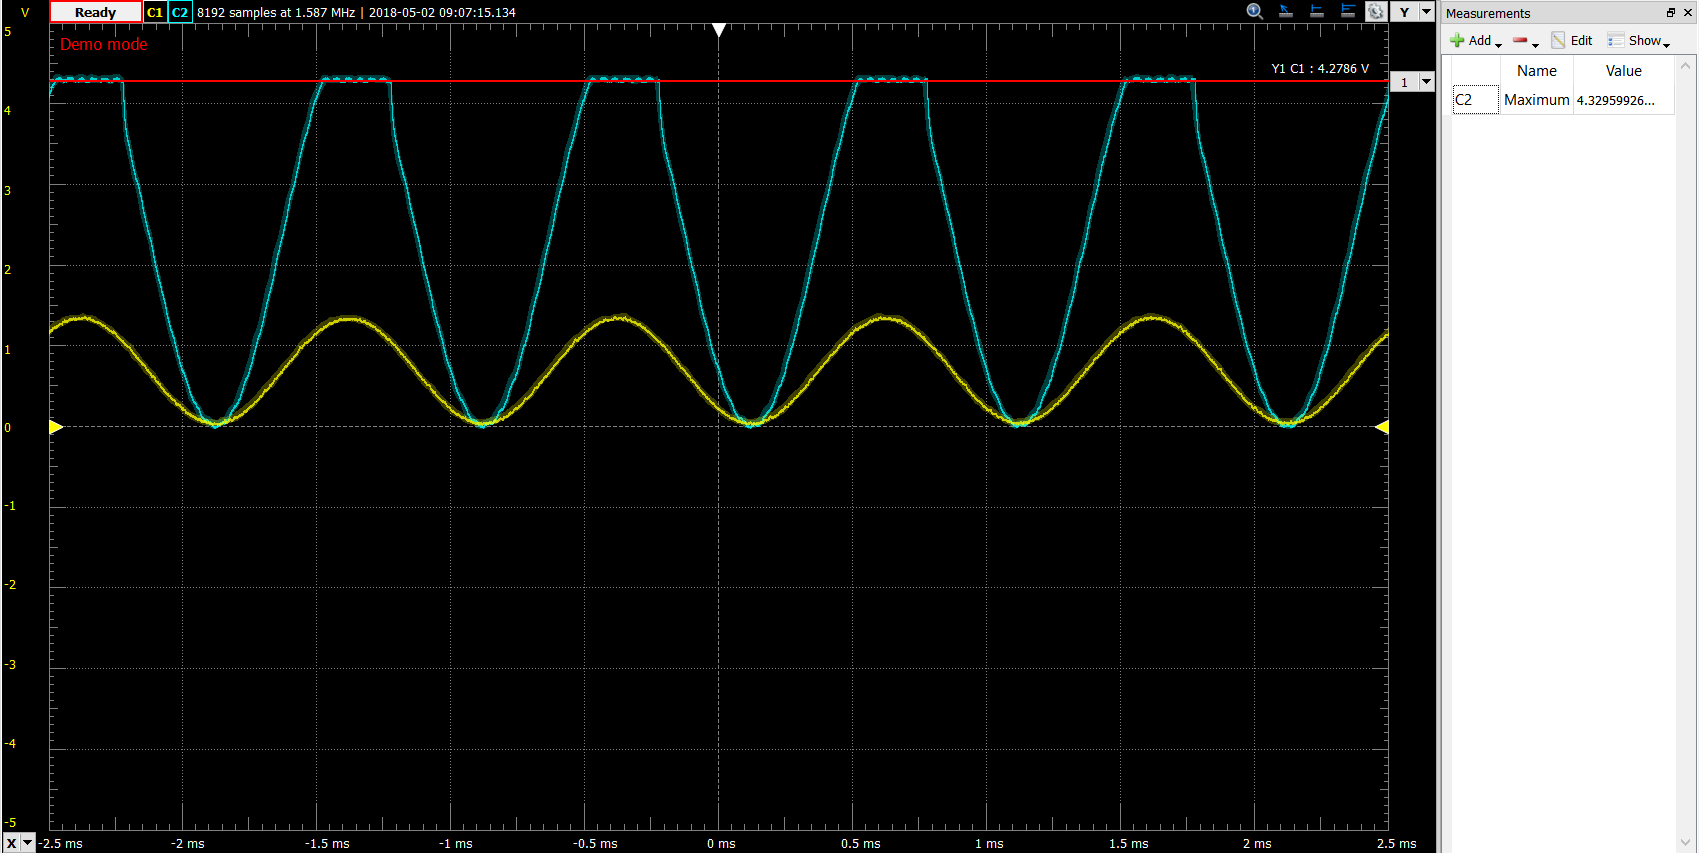 V Ready C1 C2 8192 samples at 1.587 MHz | 2018-05-02 09:07:15.134 Y
Measurements
Add Edit Show
Demo mode
Y1 C1 : 4.2786 V
1
Name Value
C2 Maximum 4.32959926...
5
4
3
2
1
0
-1
-2
-3
-4
-5
X -2.5 ms -2 ms -1.5 ms -1 ms -0.5 ms 0 ms 0.5 ms 1 ms 1.5 ms 2 ms 2.5 ms